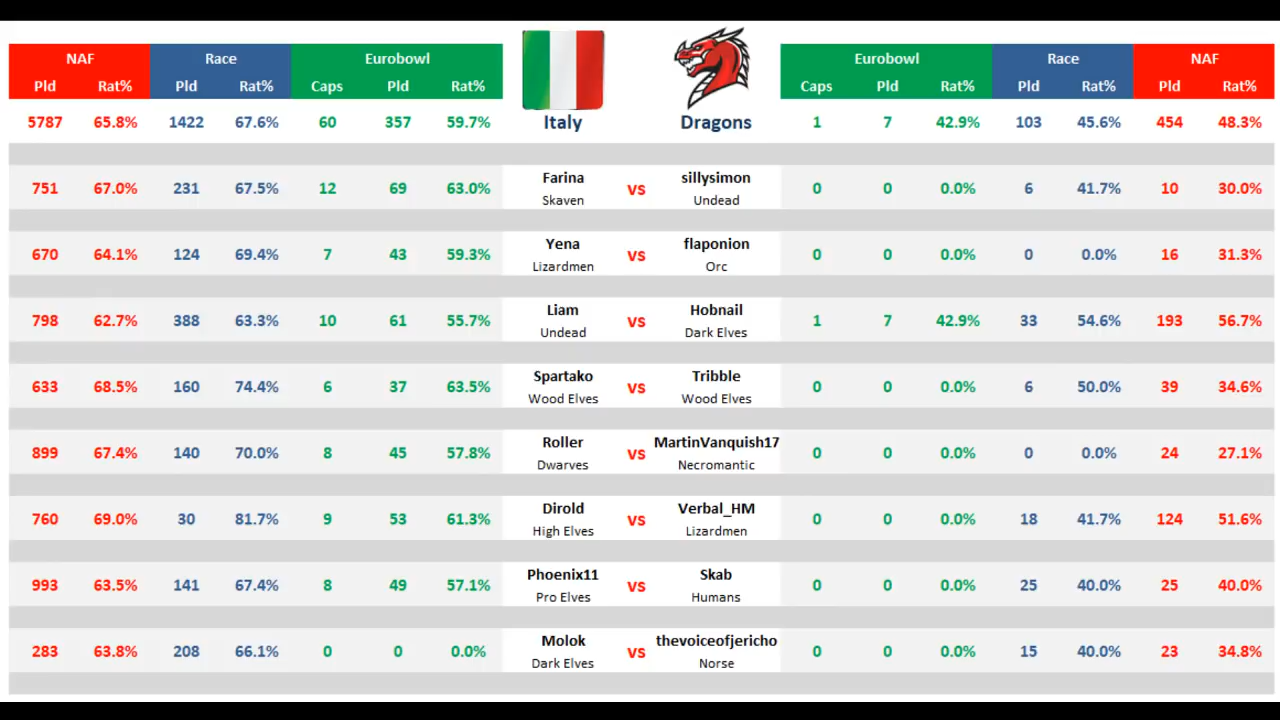 NAF Race Eurobowl Eurobowl Race NAF
Pld Rat% Pld Rat% Caps Pld Rat% Caps Pld Rat% Pld Rat% Pld Rat%
5787 65.8% 1422 67.6% 60 357 59.7% Italy Dragons 1 7 42.9% 103 45.6% 454 48.3%
Farina sillysimon
751 67.0% 231 67.5% 12 69 63.0% vs 0 0 0.0% 6 41.7% 10 30.0%
Skaven Undead
Yena flaponion
670 64.1% 124 69.4% 7 43 59.3% vs 0 0 0.0% 0 0.0% 16 31.3%
Lizardmen Orc
Liam Hobnail
798 62.7% 388 63.3% 10 61 55.7% vs 1 7 42.9% 33 54.6% 193 56.7%
Undead Dark Elves
Spartako Tribble
633 68.5% 160 74.4% 6 37 63.5% vs 0 0 0.0% 6 50.0% 39 34.6%
Wood Elves Wood Elves
Roller MartinVanquish17
899 67.4% 140 70.0% 8 45 57.8% vs 0 0 0.0% 0 0.0% 24 27.1%
Dwarves Necromantic
Dirold Verbal_HM
760 69.0% 30 81.7% 9 53 61.3% vs 0 0 0.0% 18 41.7% 124 51.6%
High Elves Lizardmen
Phoenix11 Skab
993 63.5% 141 67.4% 8 49 57.1% vs 0 0 0.0% 25 40.0% 25 40.0%
Pro Elves Humans
Molok thevoiceofjericho
283 63.8% 208 66.1% 0 0 0.0% vs 0 0 0.0% 15 40.0% 23 34.8%
Dark Elves Norse